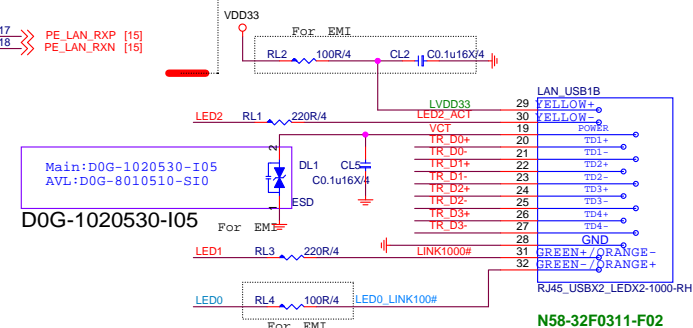 17 PE_LAN_RXP [15]
18 PE_LAN_RXN [15]
VDD33
For EMI
RL2 100R/4 CL2 C0.1u16X/4
LAN_USB1B
LVDD33 29 YELLOW+
LED2 RL1 220R/4 LED2_ACT 30 YELLOW-
VCT 19 POWER
TR_D0+ 20 TD1+
TR_D0- 21 TD1-
TR_D1+ 22 TD2+
TR_D1- 23 TD2-
TR_D2+ 24 TD3+
TR_D2- 25 TD3-
TR_D3+ 26 TD4+
TR_D3- 27 TD4-
28 GND
Main:D0G-1020530-I05
AVL:D0G-8010510-SI0
2 DL1 CL5
C0.1u16X/4
1 ESD
D0G-1020530-I05
For EMI
LED1 RL3 220R/4 LINK1000# 31 GREEN+/ORANGE-
32 GREEN-/ORANGE+
LED0 RL4 100R/4 LED0_LINK100#
For EMI
RJ45_USBX2_LEDX2-1000-RH
N58-32F0311-F02